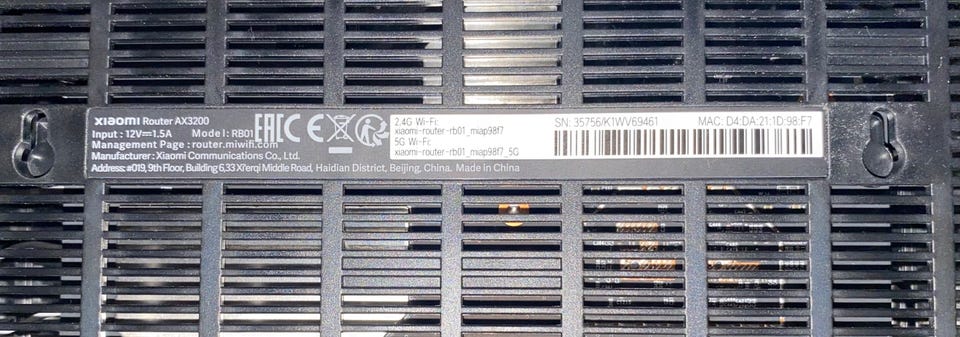 xiaomi Router AX3200
Input : 12V⎓1.5A Model : RB01
Management Page : router.miwifi.com
Manufacturer : Xiaomi Communications Co., Ltd.
Address: #019, 9th Floor, Building 6,33 Xi'erqi Middle Road, Haidian District, Beijing, China. Made in China
EAC CE
2.4G Wi-Fi:
xiaomi-router-rb01_miap98f7
5G Wi-Fi:
xiaomi-router-rb01_miap98f7_5G
SN: 35756/K1WV69461 MAC: D4:DA:21:1D:98:F7